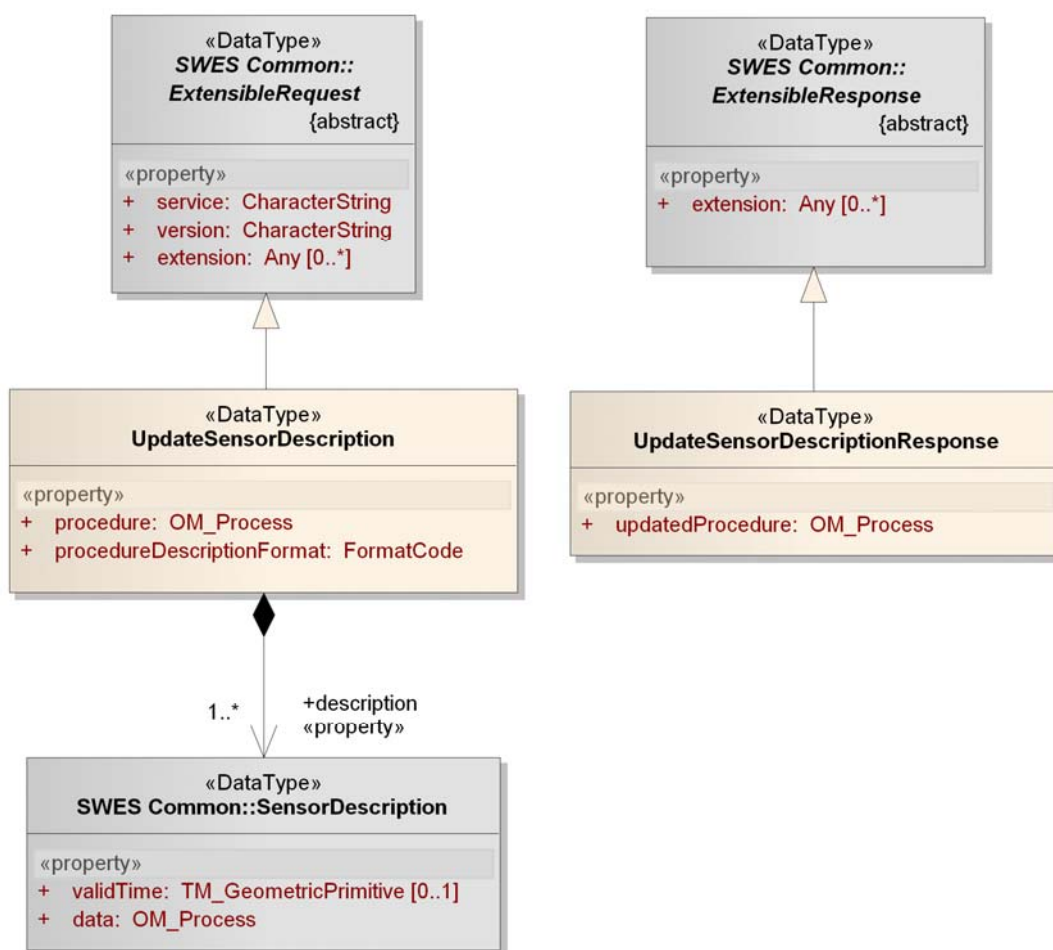 «DataType»
SWES Common::
ExtensibleRequest
{abstract}
«property»
+ service: CharacterString
+ version: CharacterString
+ extension: Any [0..*]
«DataType»
SWES Common::
ExtensibleResponse
{abstract}
«property»
+ extension: Any [0..*]
«DataType»
UpdateSensorDescription
«property»
+ procedure: OM_Process
+ procedureDescriptionFormat: FormatCode
«DataType»
UpdateSensorDescriptionResponse
«property»
+ updatedProcedure: OM_Process
1..*
+description
«property»
«DataType»
SWES Common::SensorDescription
«property»
+ validTime: TM_GeometricPrimitive [0..1]
+ data: OM_Process